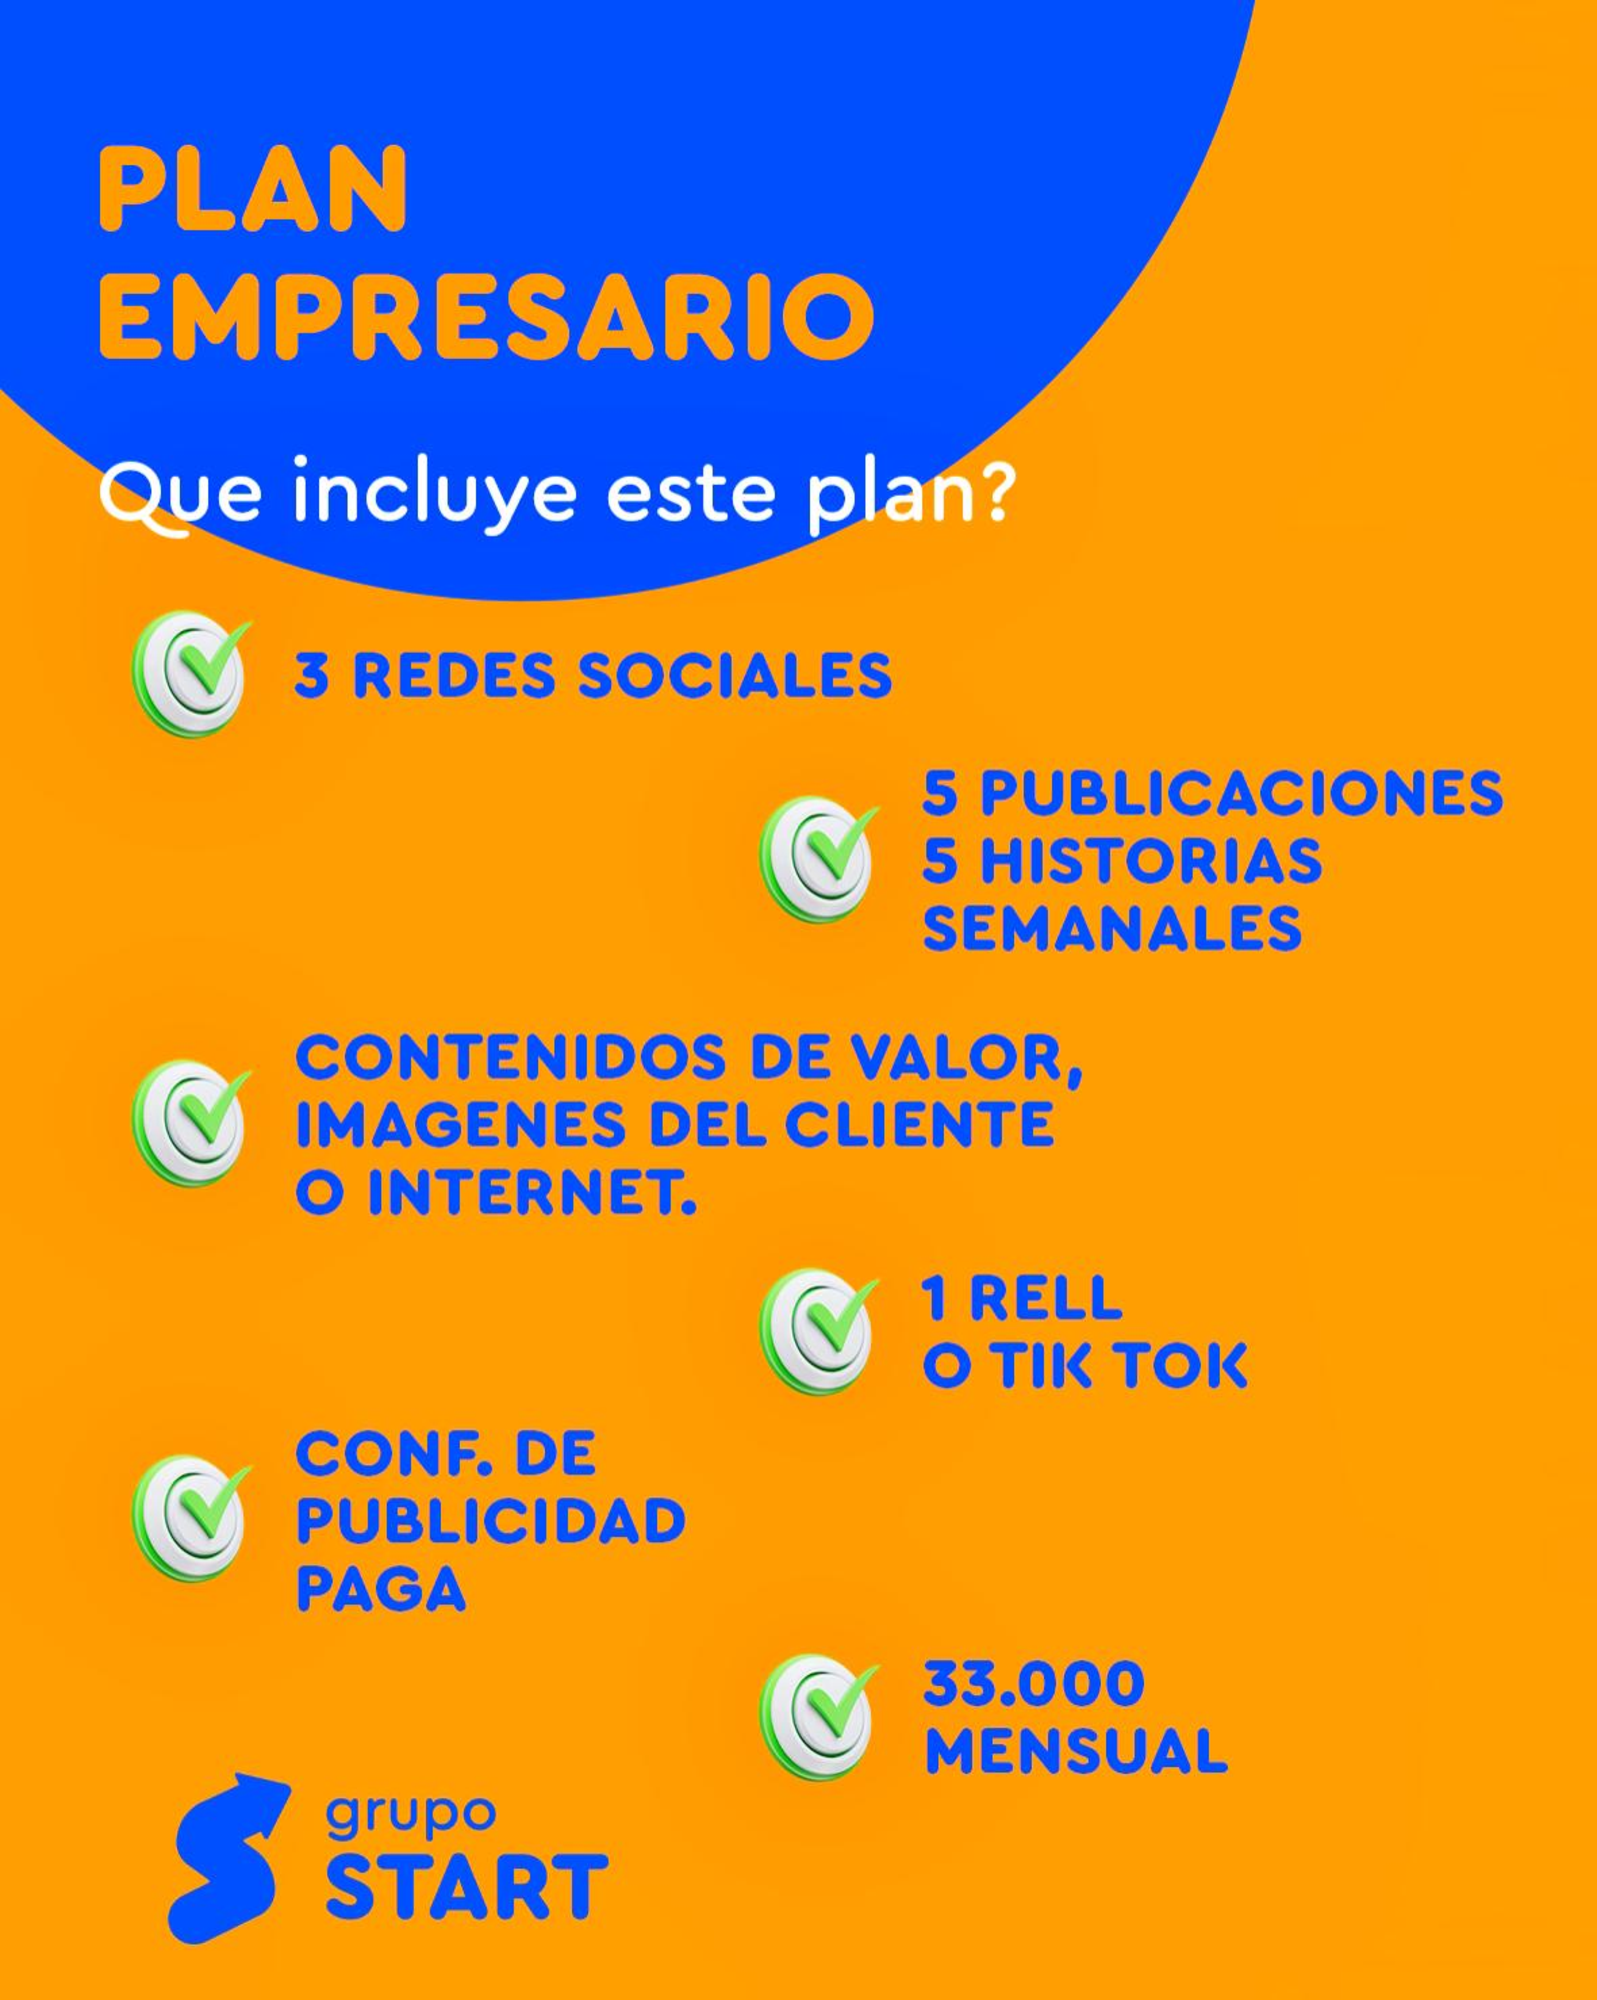 PLAN
EMPRESARIO
Que incluye este plan?
3 REDES SOCIALES
5 PUBLICACIONES
5 HISTORIAS
SEMANALES
CONTENIDOS DE VALOR,
IMAGENES DEL CLIENTE
O INTERNET.
1 RELL
O TIK TOK
CONF. DE
PUBLICIDAD
PAGA
33.000
MENSUAL
grupo
START